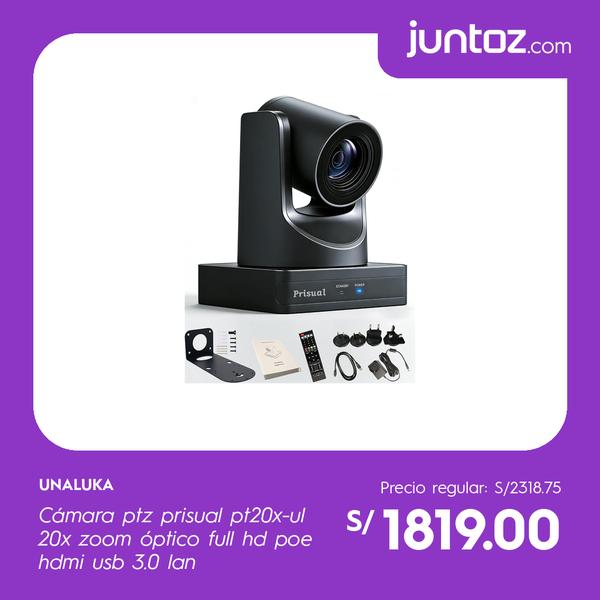 juntoz.com
Prisual
STANDBY
POWER
UNALUKA
Cámara ptz prisual pt20x-ul
20x zoom óptico full hd poe
hdmi usb 3.0 lan
Precio regular: S/2318.75
S/ 1819.00